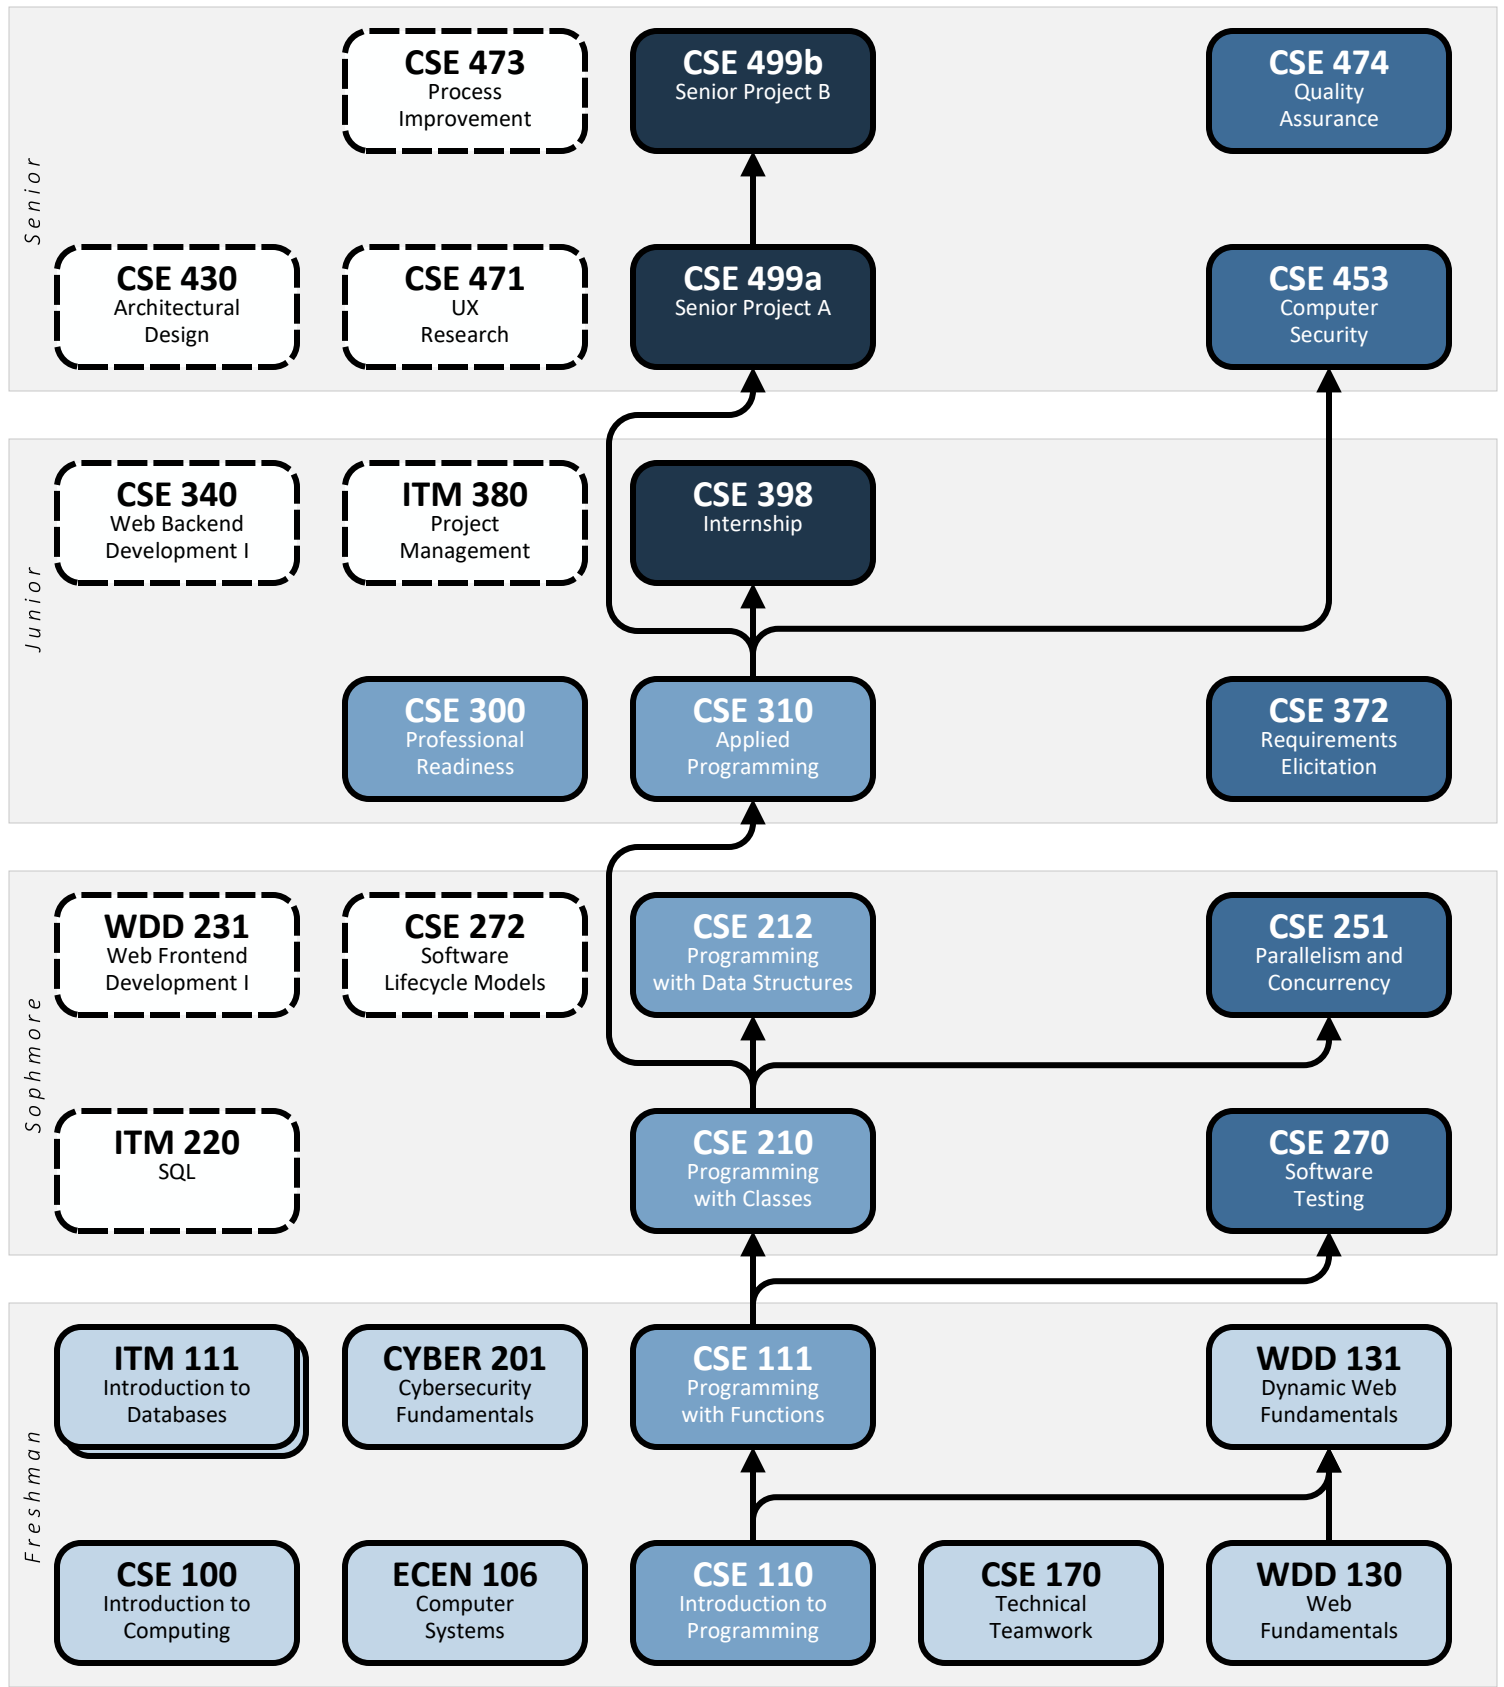 Senior
CSE 473
Process
Improvement
CSE 499b
Senior Project B
CSE 474
Quality
Assurance
CSE 430
Architectural
Design
CSE 471
UX
Research
CSE 499a
Senior Project A
CSE 453
Computer
Security
Junior
CSE 340
Web Backend
Development I
ITM 380
Project
Management
CSE 398
Internship
CSE 300
Professional
Readiness
CSE 310
Applied
Programming
CSE 372
Requirements
Elicitation
Sophmore
WDD 231
Web Frontend
Development I
CSE 272
Software
Lifecycle Models
CSE 212
Programming
with Data Structures
CSE 251
Parallelism and
Concurrency
ITM 220
SQL
CSE 210
Programming
with Classes
CSE 270
Software
Testing
Freshman
ITM 111
Introduction to
Databases
CYBER 201
Cybersecurity
Fundamentals
CSE 111
Programming
with Functions
WDD 131
Dynamic Web
Fundamentals
CSE 100
Introduction to
Computing
ECEN 106
Computer
Systems
CSE 110
Introduction to
Programming
CSE 170
Technical
Teamwork
WDD 130
Web
Fundamentals